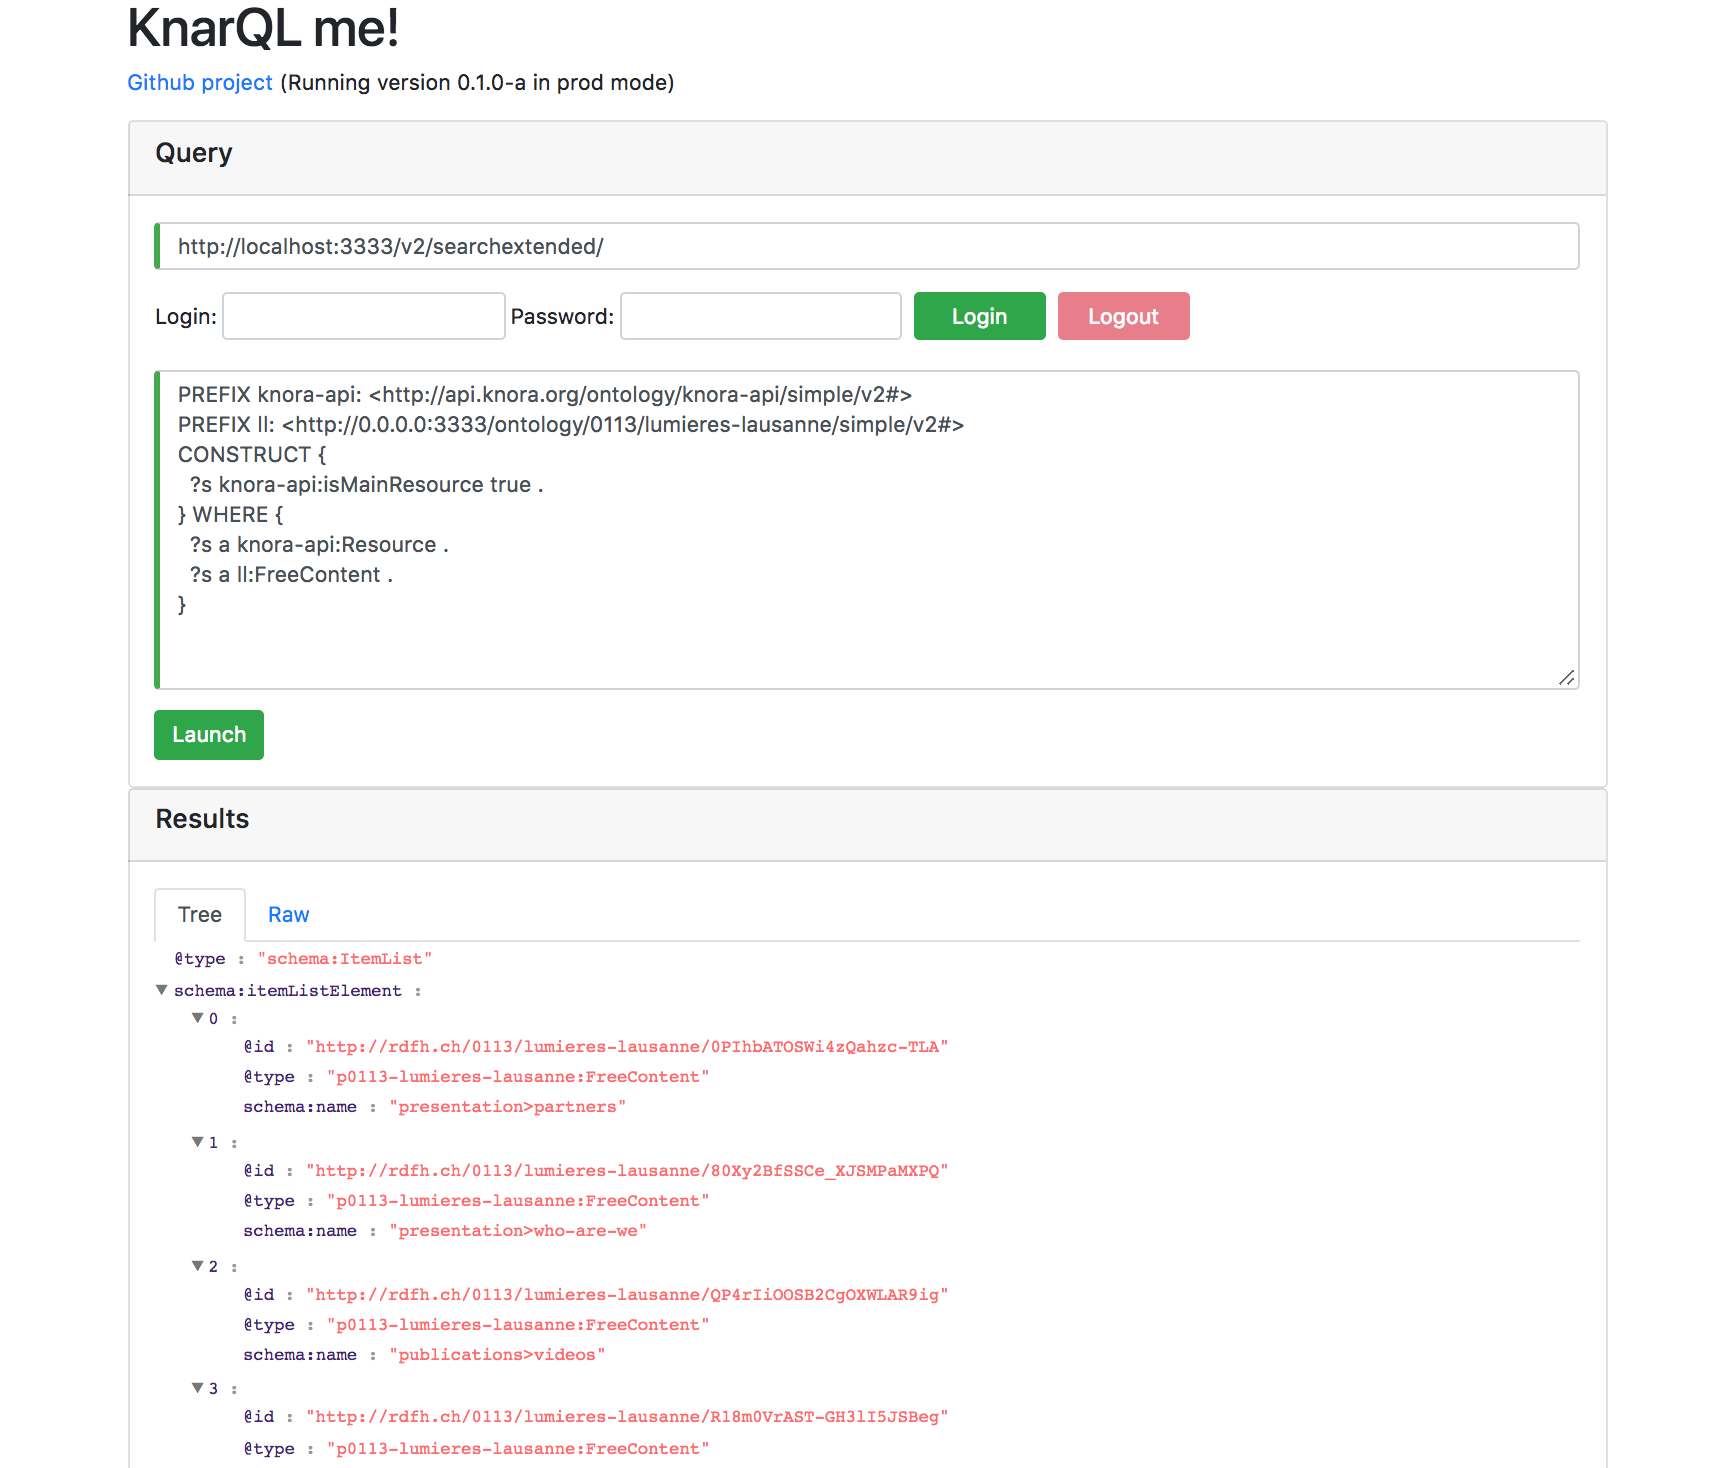 KnarQL me!
Github project (Running version 0.1.0-a in prod mode)
Query
http://localhost:3333/v2/searchextended/
Login: Password: Login Logout
PREFIX knora-api: <http://api.knora.org/ontology/knora-api/simple/v2#>
PREFIX ll: <http://0.0.0.0:3333/ontology/0113/lumieres-lausanne/simple/v2#>
CONSTRUCT {
?s knora-api:isMainResource true .
} WHERE {
?s a knora-api:Resource .
?s a ll:FreeContent .
}
Launch
Results
Tree Raw
@type : "schema:ItemList"
schema:itemListElement :
0 :
@id : "http://rdfh.ch/0113/lumieres-lausanne/0PIhbATOSWi4zQahzc-TLA"
@type : "p0113-lumieres-lausanne:FreeContent"
schema:name : "presentation>partners"
1 :
@id : "http://rdfh.ch/0113/lumieres-lausanne/80Xy2BfSSCe_XJSMPaMXPQ"
@type : "p0113-lumieres-lausanne:FreeContent"
schema:name : "presentation>who-are-we"
2 :
@id : "http://rdfh.ch/0113/lumieres-lausanne/QP4rIiOOSB2CgOXWLAR9ig"
@type : "p0113-lumieres-lausanne:FreeContent"
schema:name : "publications>videos"
3 :
@id : "http://rdfh.ch/0113/lumieres-lausanne/R18m0VrAST-GH3lI5JSBeg"
@type : "p0113-lumieres-lausanne:FreeContent"